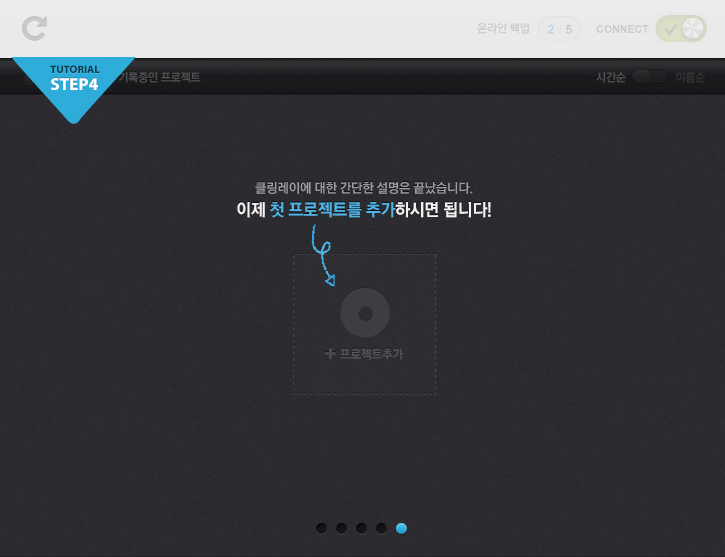 온라인 백업 2 / 5 CONNECT
TUTORIAL
STEP4
기록중인 프로젝트
시간순 이름순
클링레이에 대한 간단한 설명은 끝났습니다.
이제 첫 프로젝트를 추가하시면 됩니다!
+ 프로젝트추가